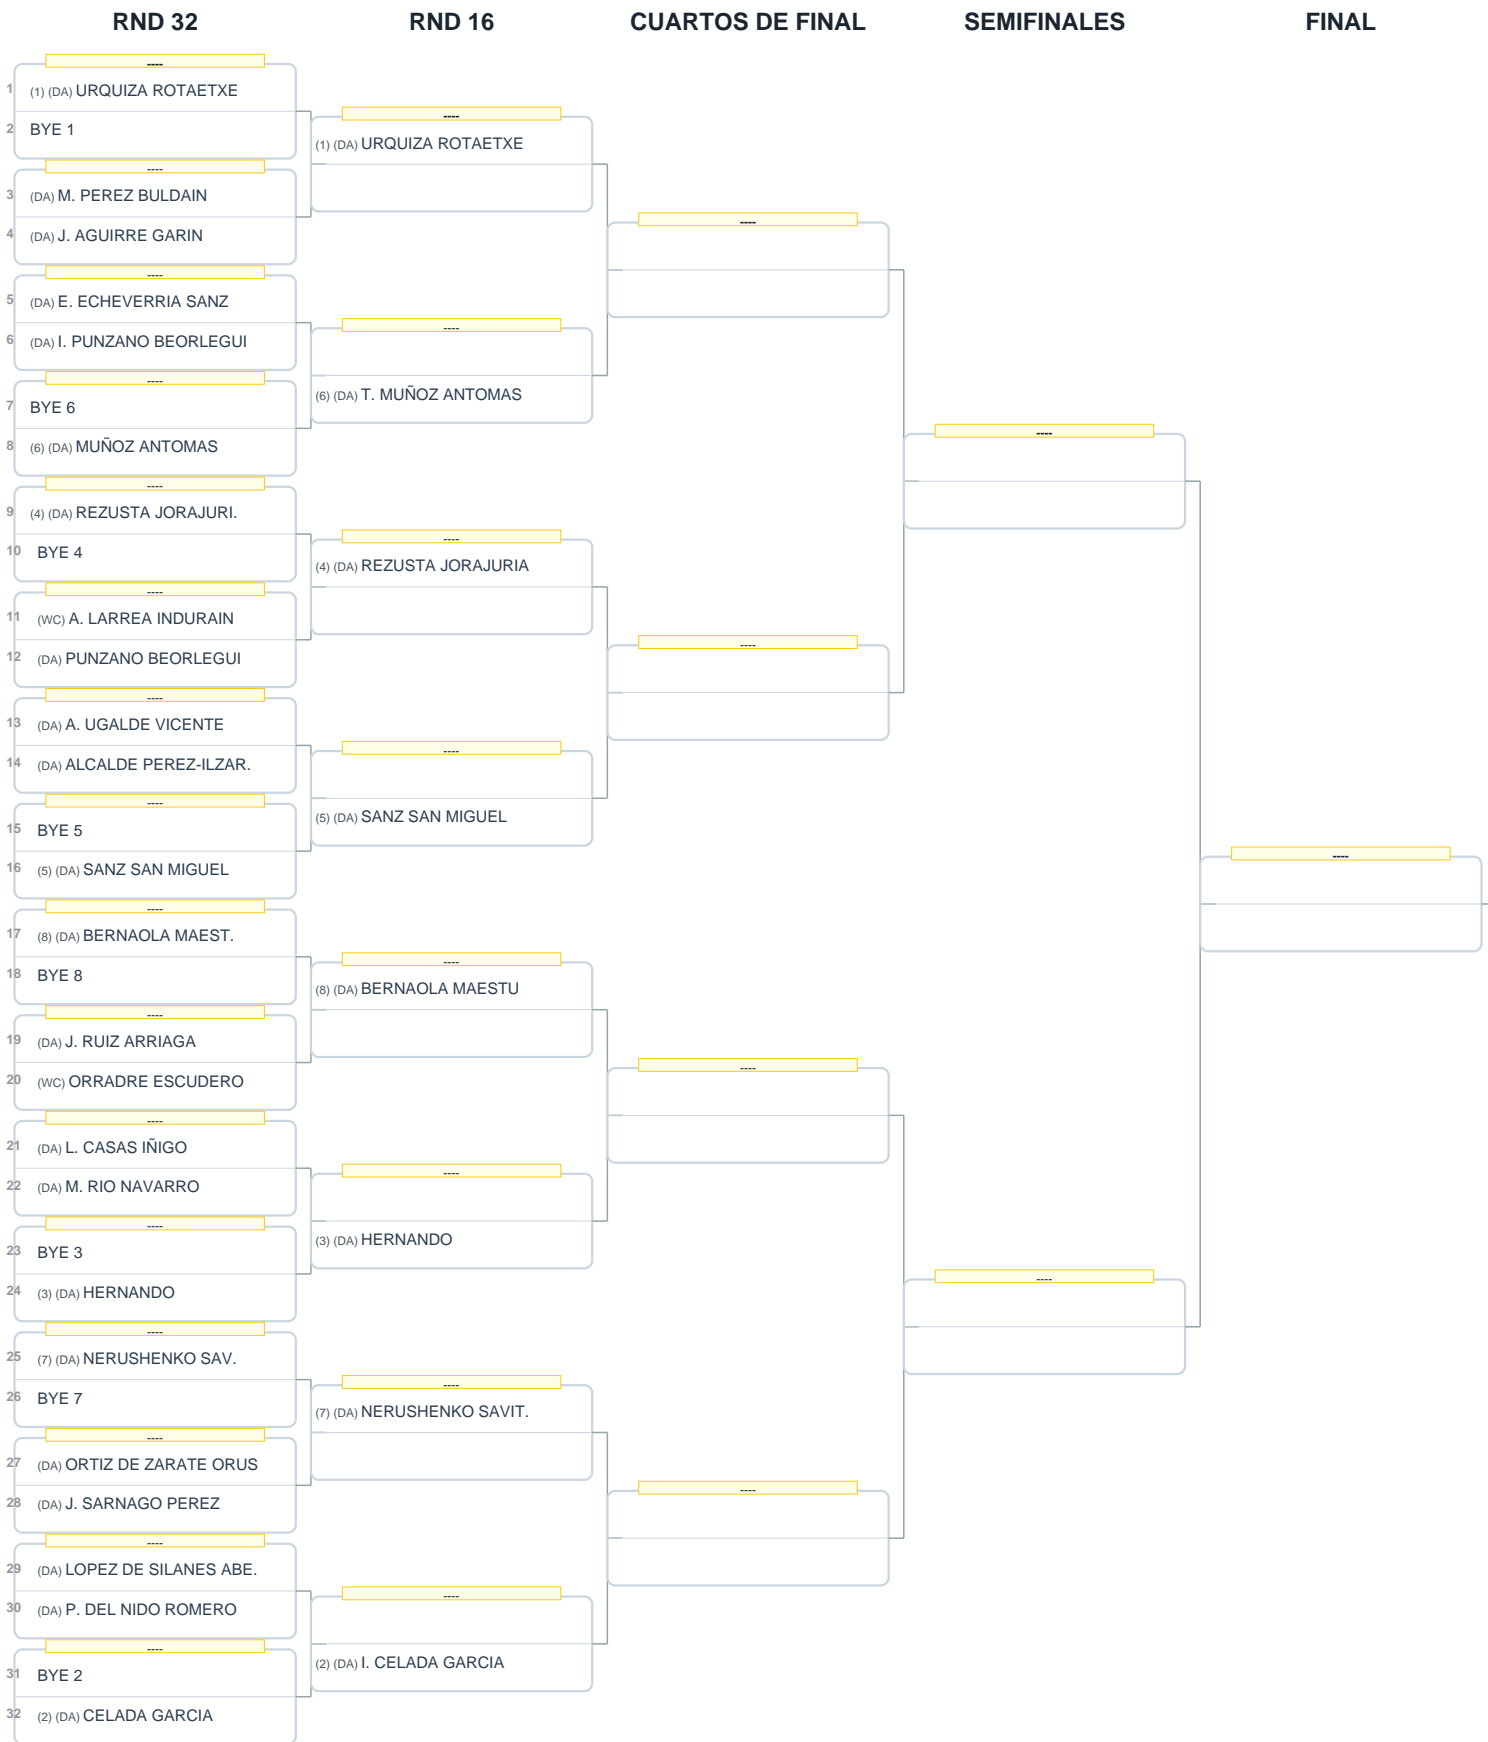 RND 32
RND 16
CUARTOS DE FINAL
SEMIFINALES
FINAL
----
1 (1) (DA) URQUIZA ROTAETXE
2 BYE 1
----
3 (DA) M. PEREZ BULDAIN
4 (DA) J. AGUIRRE GARIN
----
5 (DA) E. ECHEVERRIA SANZ
6 (DA) I. PUNZANO BEORLEGUI
----
7 BYE 6
8 (6) (DA) MUÑOZ ANTOMAS
----
9 (4) (DA) REZUSTA JORAJURI.
10 BYE 4
----
11 (WC) A. LARREA INDURAIN
12 (DA) PUNZANO BEORLEGUI
----
13 (DA) A. UGALDE VICENTE
14 (DA) ALCALDE PEREZ-ILZAR.
----
15 BYE 5
16 (5) (DA) SANZ SAN MIGUEL
----
17 (8) (DA) BERNAOLA MAEST.
18 BYE 8
----
19 (DA) J. RUIZ ARRIAGA
20 (WC) ORRADRE ESCUDERO
----
21 (DA) L. CASAS IÑIGO
22 (DA) M. RIO NAVARRO
----
23 BYE 3
24 (3) (DA) HERNANDO
----
25 (7) (DA) NERUSHENKO SAV.
26 BYE 7
----
27 (DA) ORTIZ DE ZARATE ORUS
28 (DA) J. SARNAGO PEREZ
----
29 (DA) LOPEZ DE SILANES ABE.
30 (DA) P. DEL NIDO ROMERO
----
31 BYE 2
32 (2) (DA) CELADA GARCIA
----
(1) (DA) URQUIZA ROTAETXE
----
(6) (DA) T. MUÑOZ ANTOMAS
----
(4) (DA) REZUSTA JORAJURIA
----
(5) (DA) SANZ SAN MIGUEL
----
(8) (DA) BERNAOLA MAESTU
----
(3) (DA) HERNANDO
----
(7) (DA) NERUSHENKO SAVIT.
----
(2) (DA) I. CELADA GARCIA
----
----
----
----
----
----
----